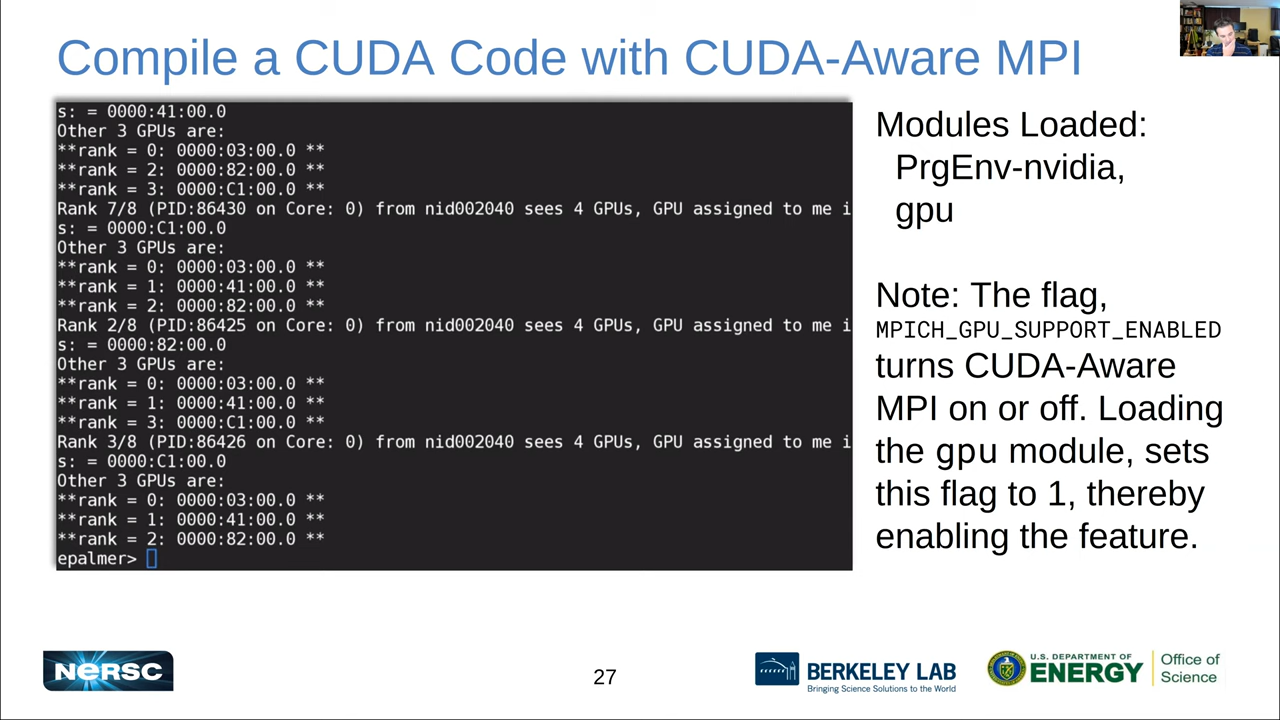 Compile a CUDA Code with CUDA-Aware MPI
s: = 0000:41:00.0
Other 3 GPUs are:
**rank = 0: 0000:03:00.0 **
**rank = 2: 0000:82:00.0 **
**rank = 3: 0000:C1:00.0 **
Rank 7/8 (PID:86430 on Core: 0) from nid002040 sees 4 GPUs, GPU assigned to me i
s: = 0000:C1:00.0
Other 3 GPUs are:
**rank = 0: 0000:03:00.0 **
**rank = 1: 0000:41:00.0 **
**rank = 2: 0000:82:00.0 **
Rank 2/8 (PID:86425 on Core: 0) from nid002040 sees 4 GPUs, GPU assigned to me i
s: = 0000:82:00.0
Other 3 GPUs are:
**rank = 0: 0000:03:00.0 **
**rank = 1: 0000:41:00.0 **
**rank = 3: 0000:C1:00.0 **
Rank 3/8 (PID:86426 on Core: 0) from nid002040 sees 4 GPUs, GPU assigned to me i
s: = 0000:C1:00.0
Other 3 GPUs are:
**rank = 0: 0000:03:00.0 **
**rank = 1: 0000:41:00.0 **
**rank = 2: 0000:82:00.0 **
epalmer>
Modules Loaded:
PrgEnv-nvidia,
gpu
Note: The flag,
MPICH_GPU_SUPPORT_ENABLED
turns CUDA-Aware
MPI on or off. Loading
the gpu module, sets
this flag to 1, thereby
enabling the feature.
NERSC
27
BERKELEY LAB
Bringing Science Solutions to the World
U.S. DEPARTMENT OF
ENERGY
Office of
Science